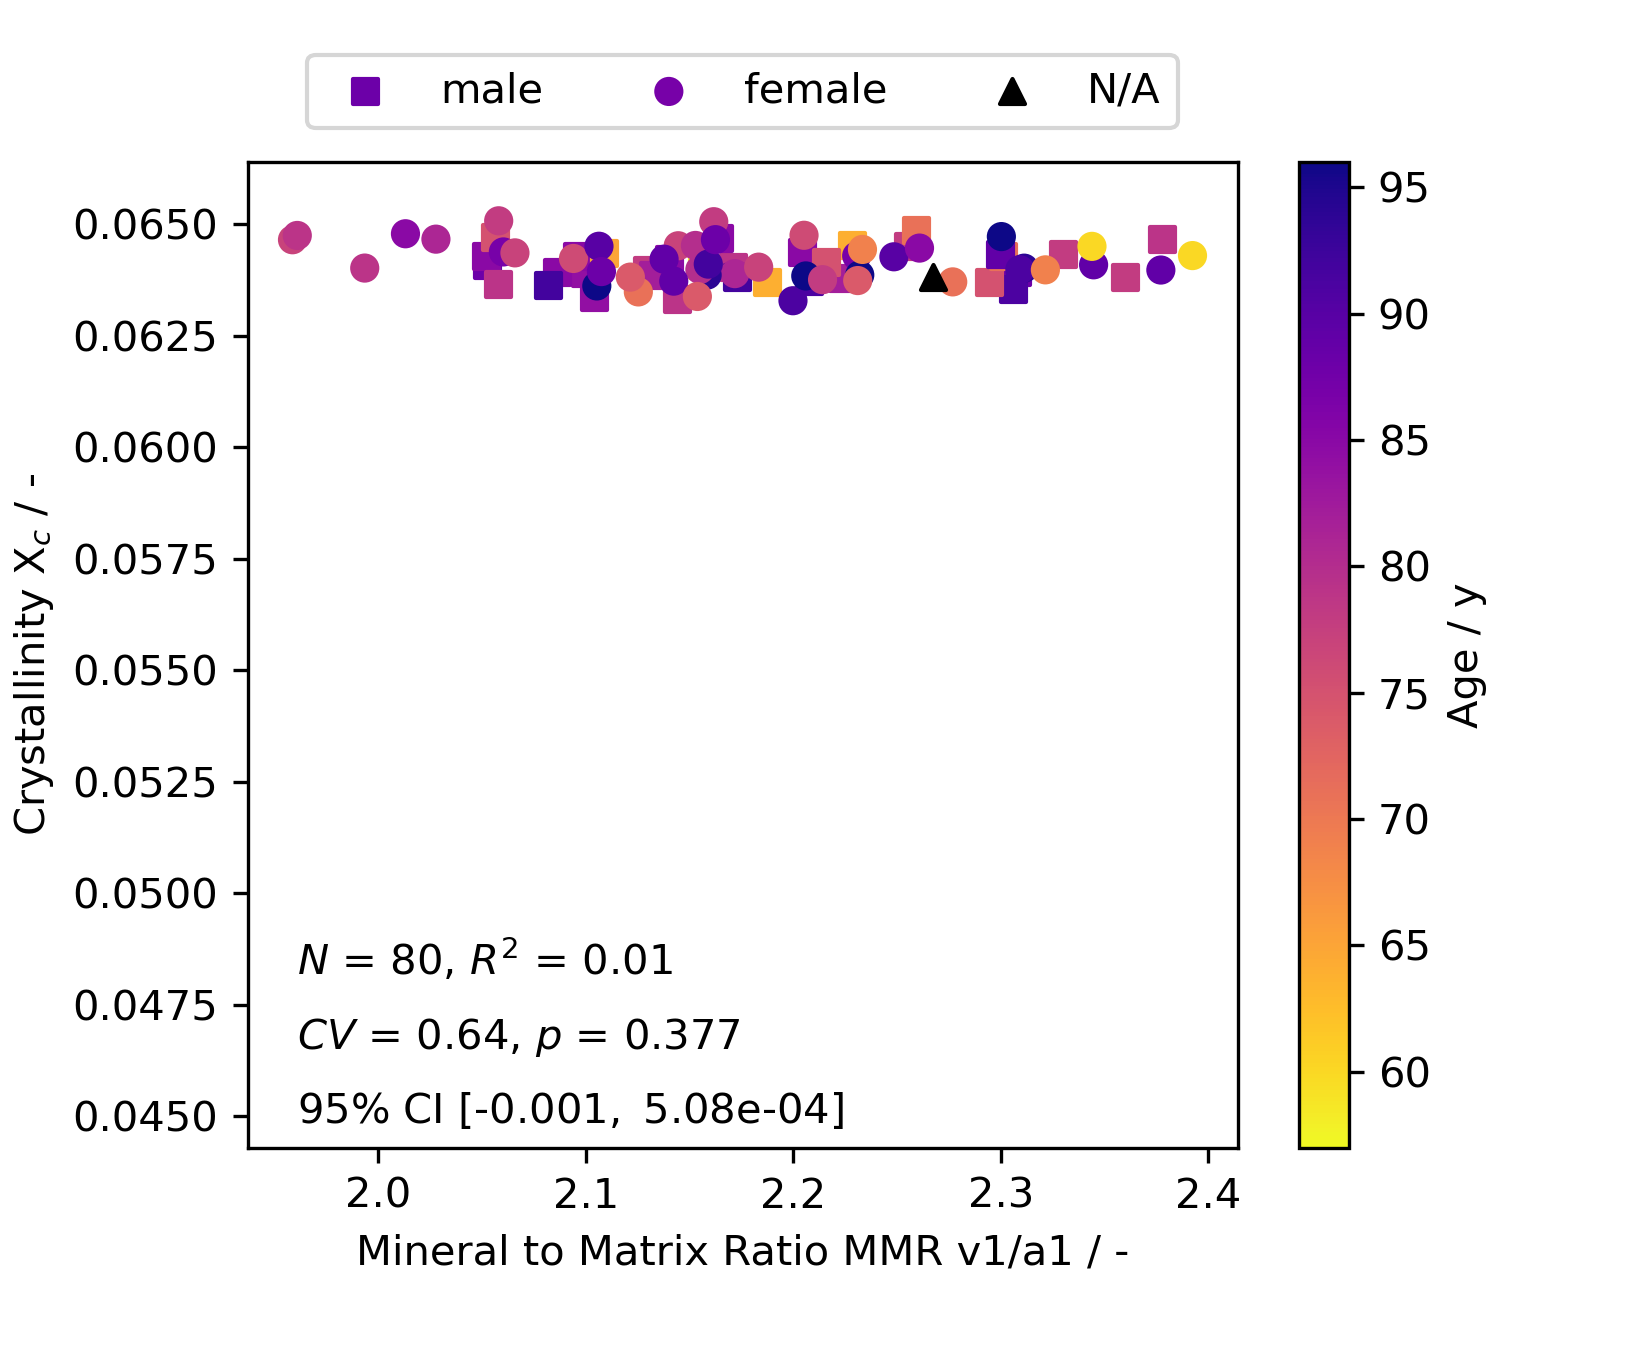 male female N/A
0.0650
0.0625
0.0600
0.0575
0.0550
0.0525
0.0500
0.0475
0.0450
Crystallinity X_c / -
N = 80, R² = 0.01
CV = 0.64, p = 0.377
95% CI [-0.001, 5.08e-04]
2.0 2.1 2.2 2.3 2.4
Mineral to Matrix Ratio MMR v1/a1 / -
95
90
85
80
75
70
65
60
Age / y